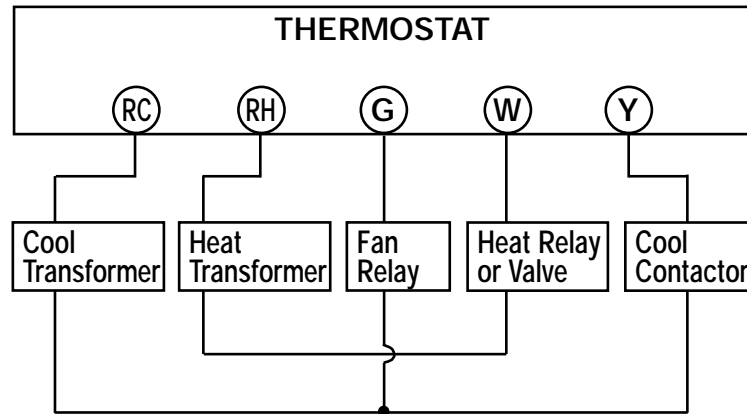 THERMOSTAT
RC RH G W Y
Cool
Transformer
Heat
Transformer
Fan
Relay
Heat Relay
or Valve
Cool
Contactor